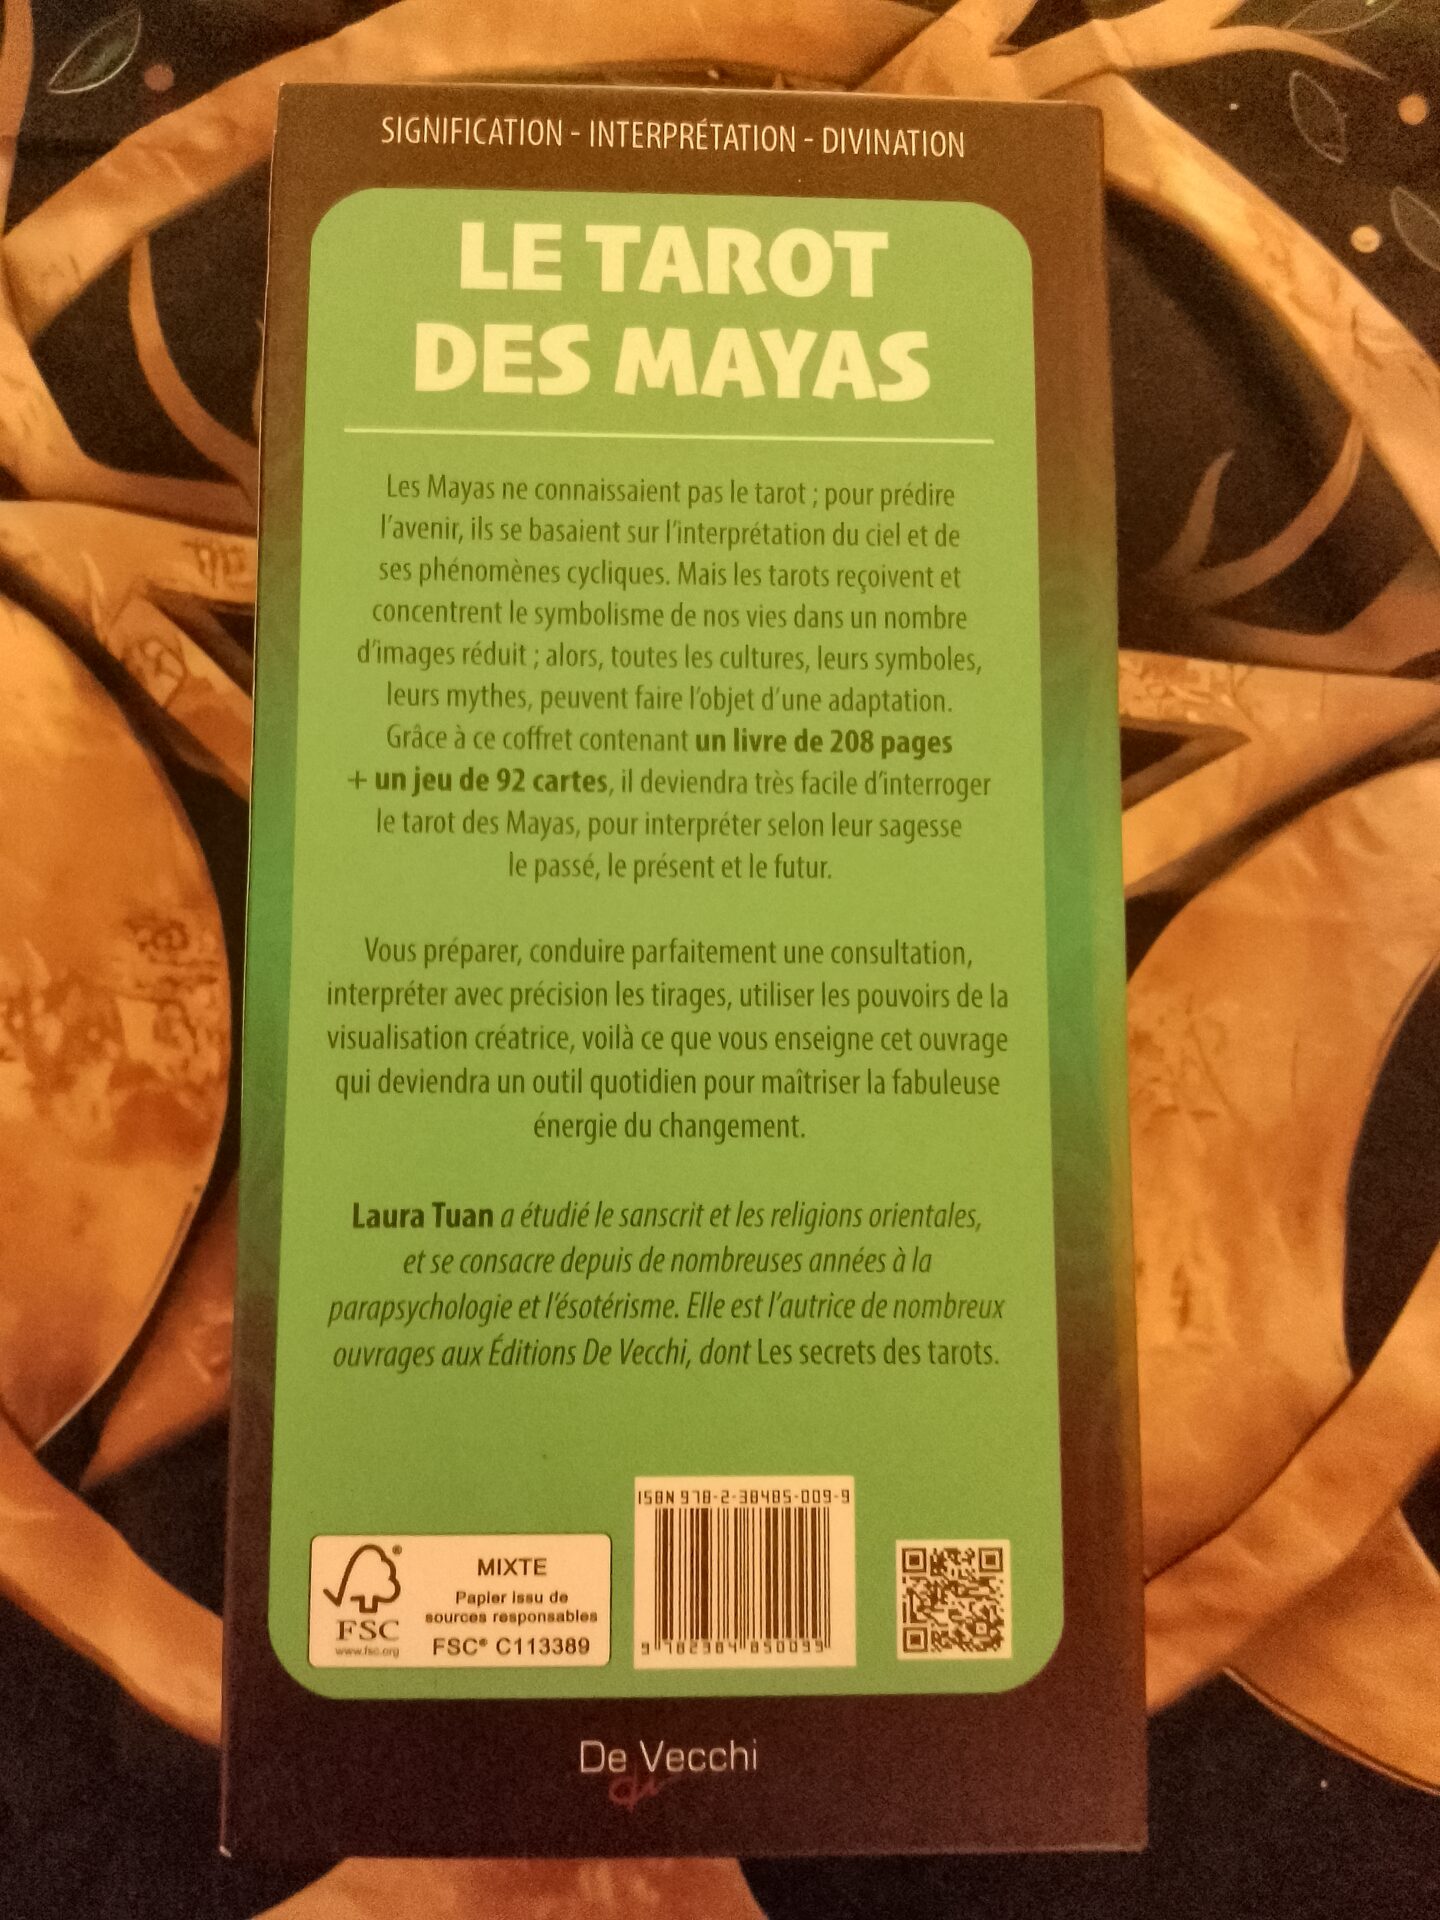 SIGNIFICATION - INTERPRÉTATION - DIVINATION
LE TAROT
DES MAYAS
Les Mayas ne connaissaient pas le tarot ; pour prédire
l'avenir, ils se basaient sur l'interprétation du ciel et de
ses phénomènes cycliques. Mais les tarots reçoivent et
concentrent le symbolisme de nos vies dans un nombre
d'images réduit ; alors, toutes les cultures, leurs symboles,
leurs mythes, peuvent faire l'objet d'une adaptation.
Grâce à ce coffret contenant un livre de 208 pages
+ un jeu de 92 cartes, il deviendra très facile d'interroger
le tarot des Mayas, pour interpréter selon leur sagesse
le passé, le présent et le futur.
Vous préparer, conduire parfaitement une consultation,
interpréter avec précision les tirages, utiliser les pouvoirs de la
visualisation créatrice, voilà ce que vous enseigne cet ouvrage
qui deviendra un outil quotidien pour maîtriser la fabuleuse
énergie du changement.
Laura Tuan a étudié le sanscrit et les religions orientales,
et se consacre depuis de nombreuses années à la
parapsychologie et l'ésotérisme. Elle est l'autrice de nombreux
ouvrages aux Éditions De Vecchi, dont Les secrets des tarots.
ISBN 978-2-38485-009-9
9 782384 850099
MIXTE
Papier issu de
sources responsables
FSC® C113389
FSC
www.fsc.org
De Vecchi